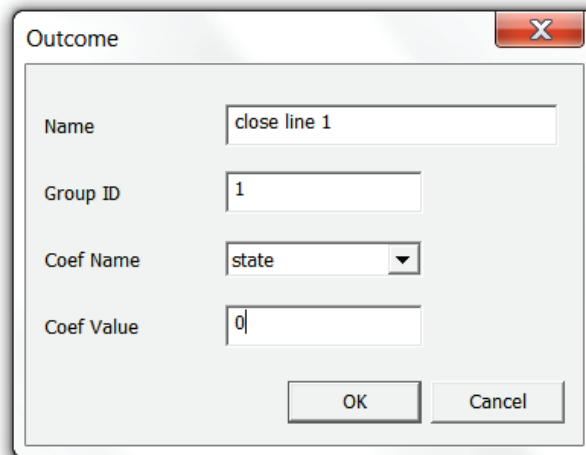 Outcome
Name close line 1
Group ID 1
Coef Name state
Coef Value 0
OK Cancel